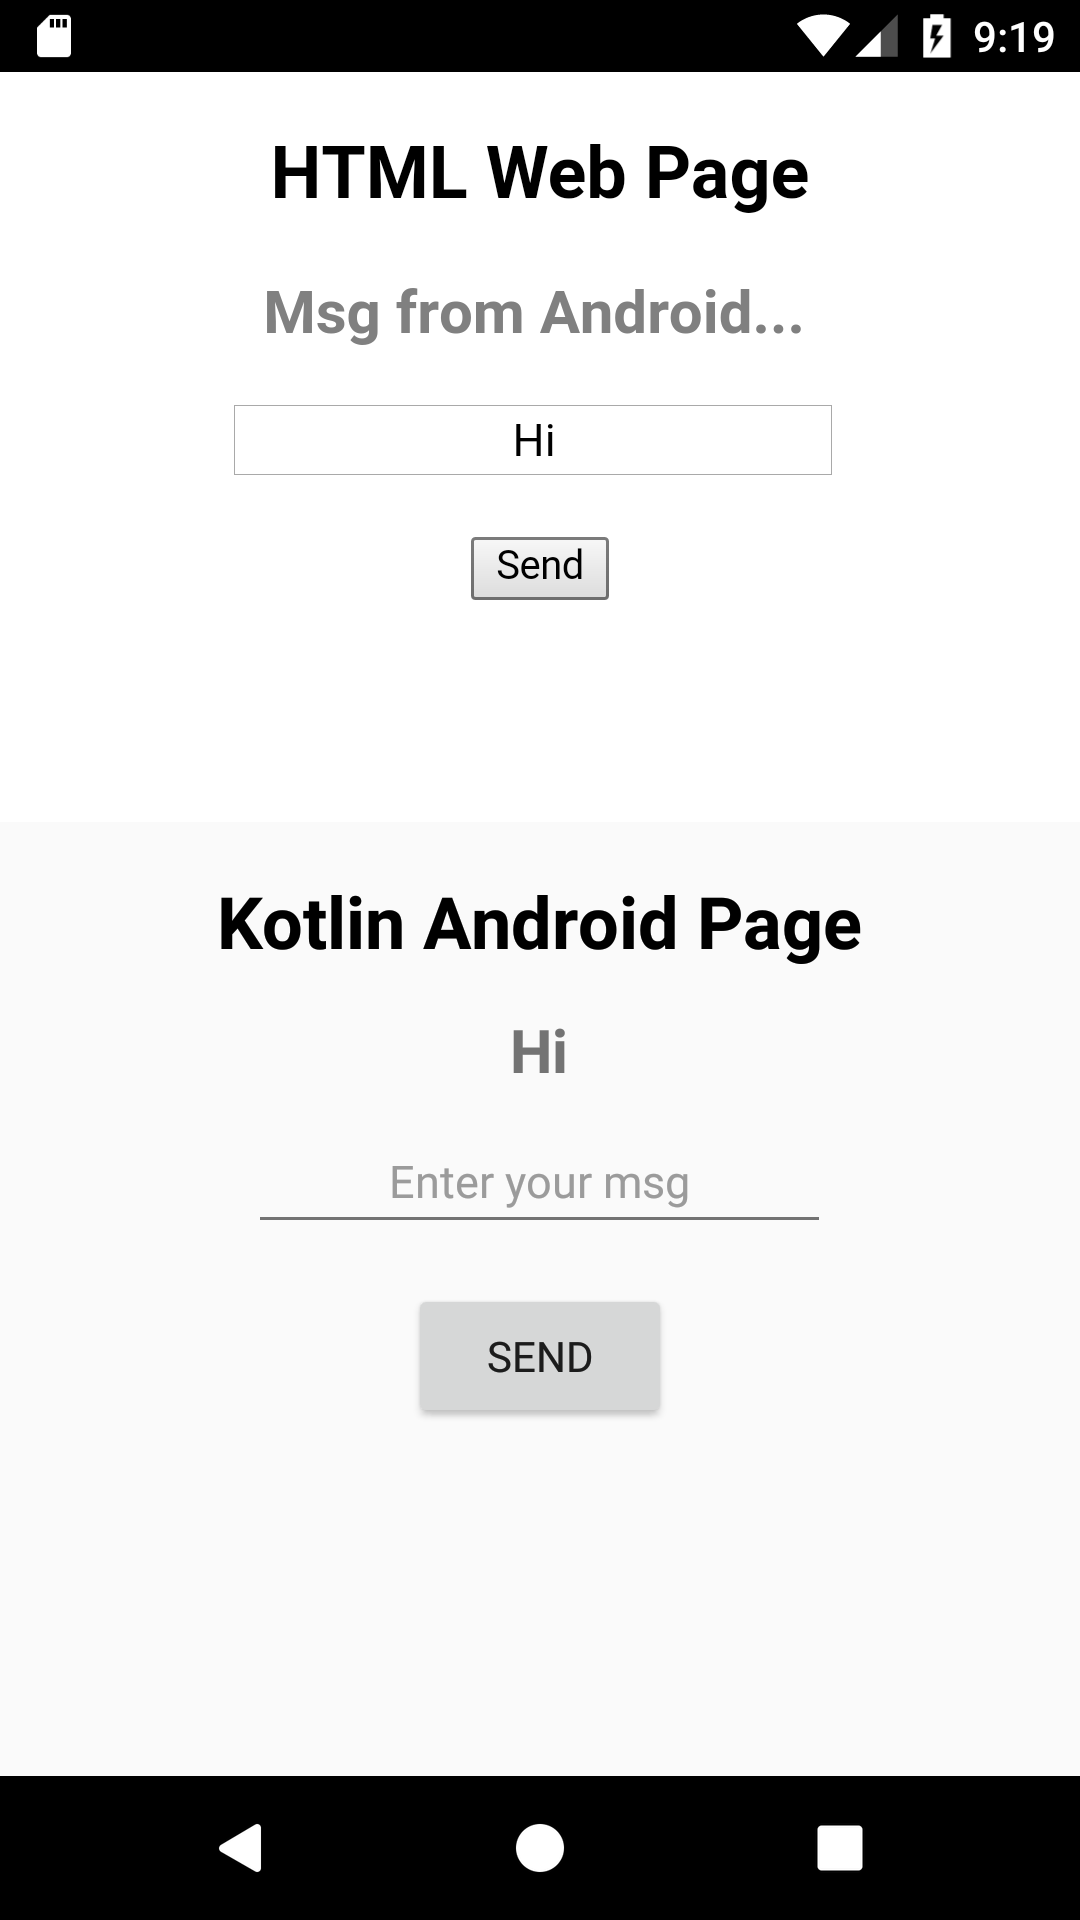 9:19
HTML Web Page
Msg from Android...
Hi
Send
Kotlin Android Page
Hi
Enter your msg
SEND